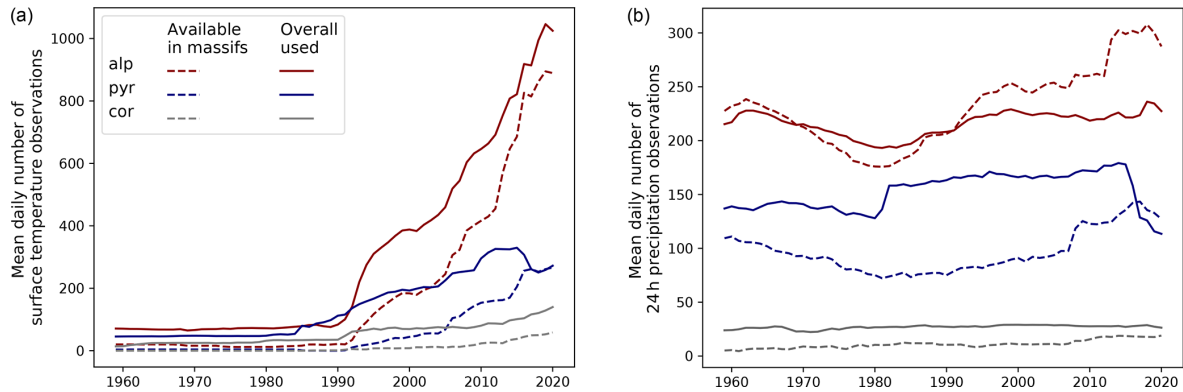 (a)
Available
in massifs
Overall
used
alp
pyr
cor
Mean daily number of
surface temperature observations
1000
800
600
400
200
0
1960
1970
1980
1990
2000
2010
2020
(b)
Mean daily number of
24 h precipitation observations
300
250
200
150
100
50
0
1960
1970
1980
1990
2000
2010
2020